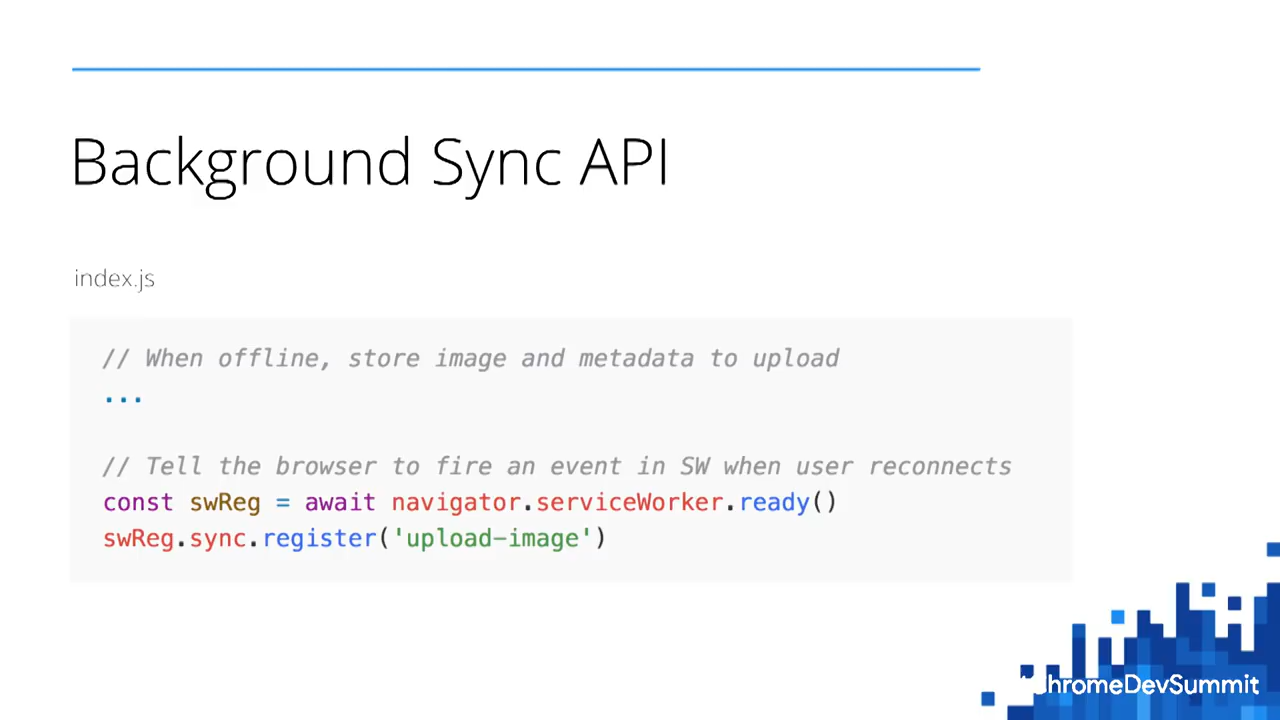 Background Sync API
index.js
// When offline, store image and metadata to upload
...
// Tell the browser to fire an event in SW when user reconnects
const swReg = await navigator.serviceWorker.ready()
swReg.sync.register('upload-image')
#ChromeDevSummit